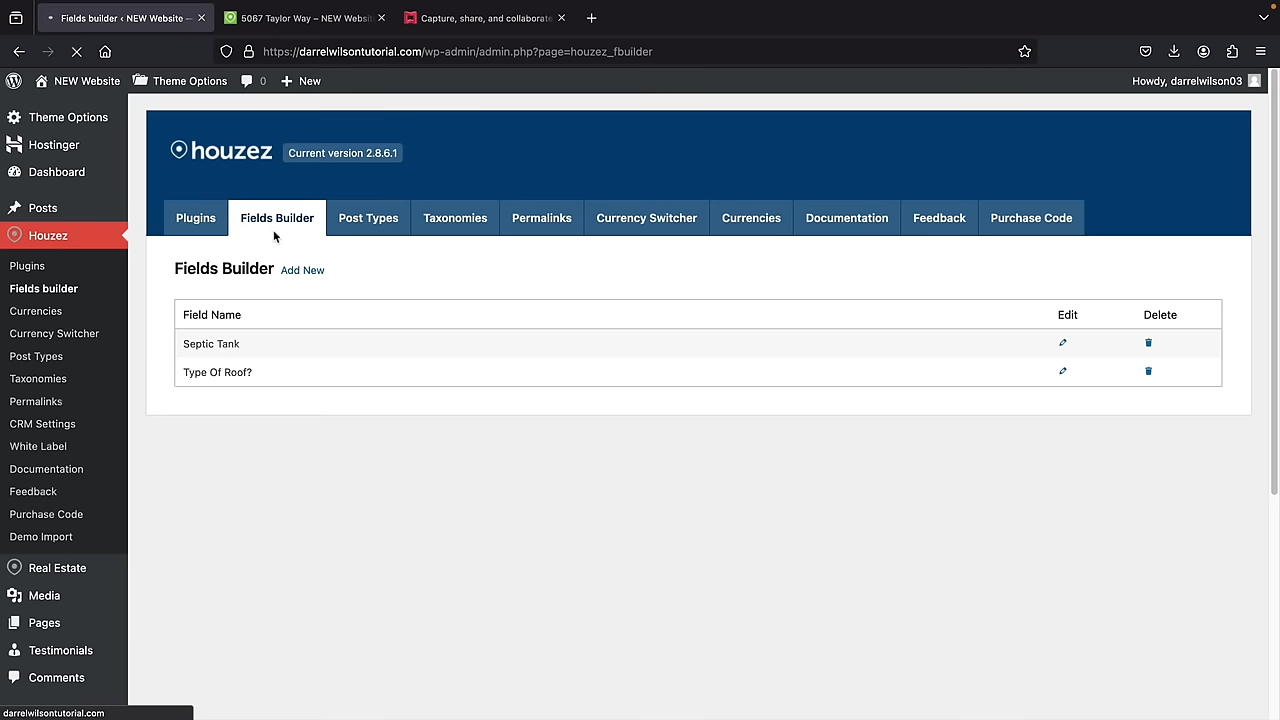 Fields builder ‹ NEW Website —
5067 Taylor Way – NEW Websit
Capture, share, and collaborate
https://darrelwilsontutorial.com/wp-admin/admin.php?page=houzez_fbuilder
NEW Website
Theme Options
0
New
Howdy, darrelwilson03
Theme Options
Hostinger
Dashboard
Posts
Houzez
Plugins
Fields builder
Currencies
Currency Switcher
Post Types
Taxonomies
Permalinks
CRM Settings
White Label
Documentation
Feedback
Purchase Code
Demo Import
Real Estate
Media
Pages
Testimonials
Comments
houzez Current version 2.8.6.1
Plugins Fields Builder Post Types Taxonomies Permalinks Currency Switcher Currencies Documentation Feedback Purchase Code
Fields Builder Add New
Field Name Edit Delete
Septic Tank
Type Of Roof?
darrelwilsontutorial.com